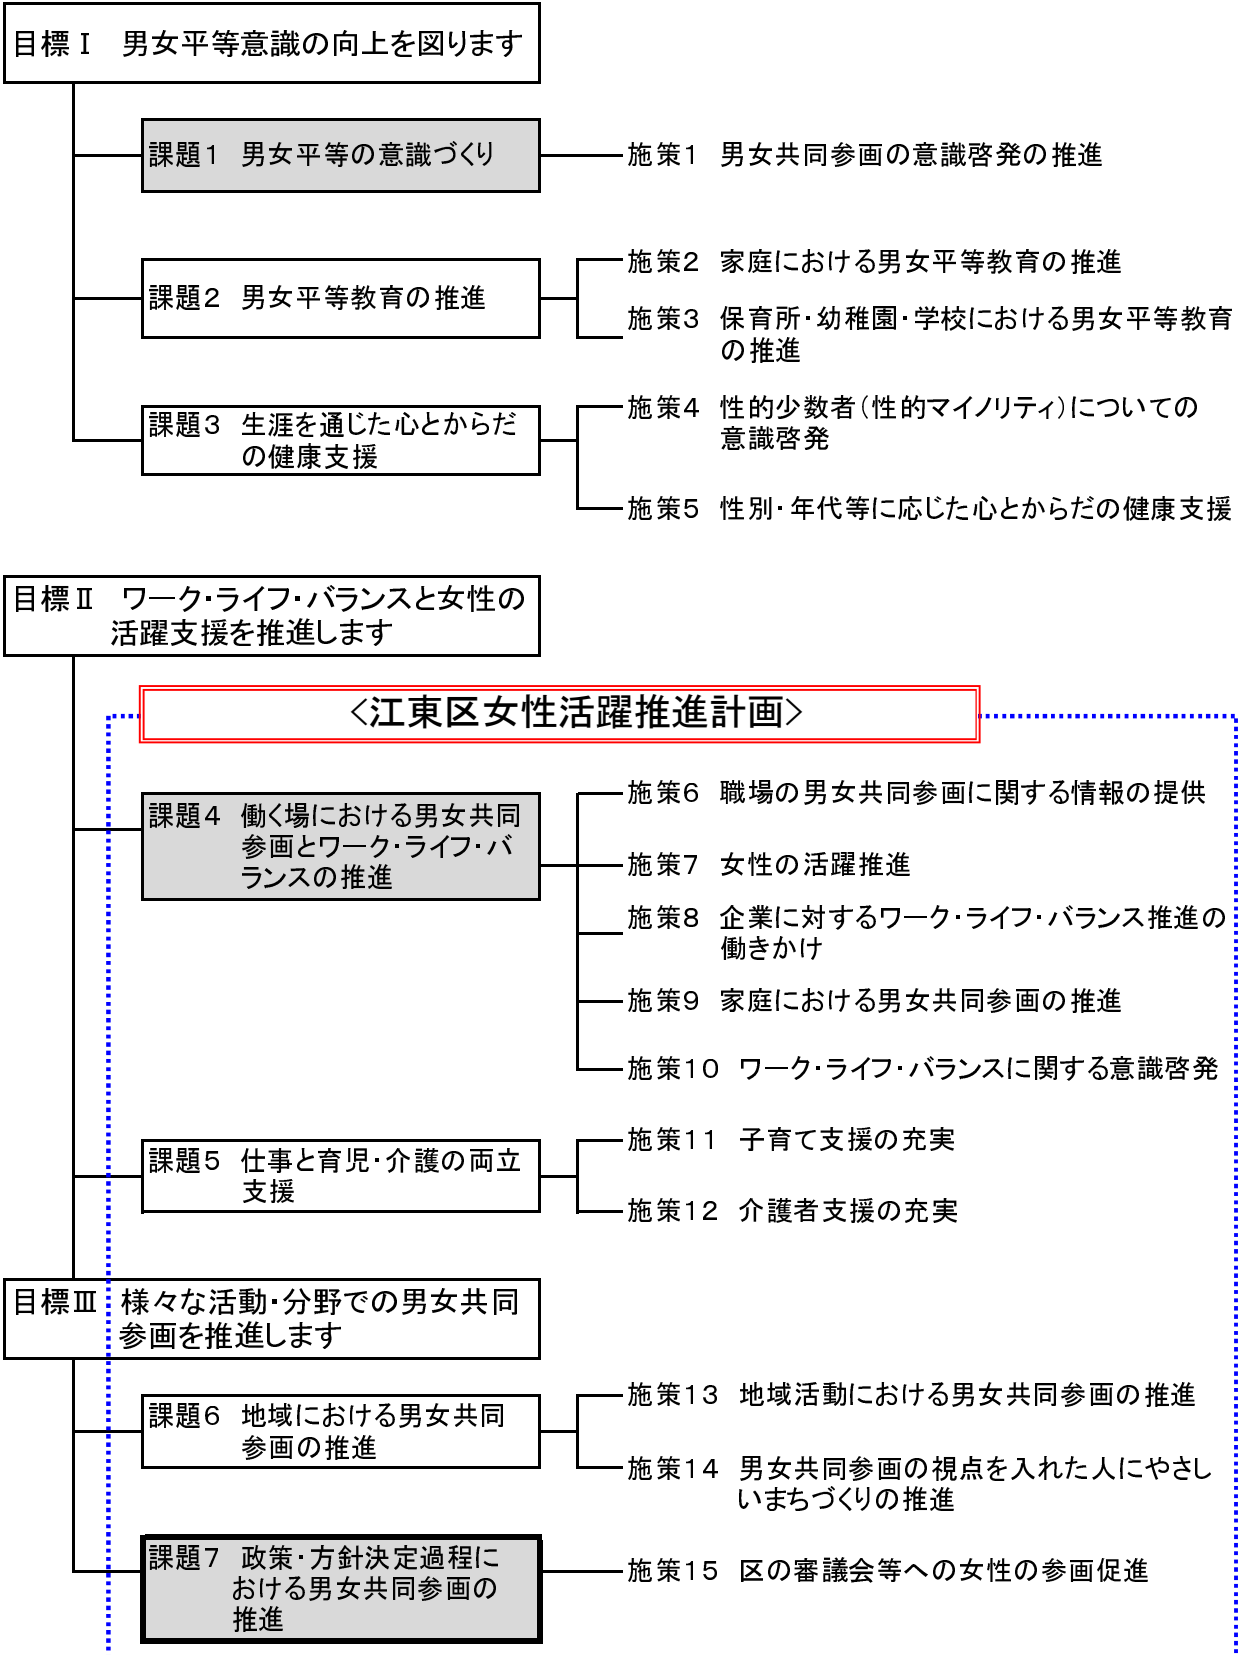 目標Ⅰ　男女平等意識の向上を図ります
課題１　男女平等の意識づくり
施策１　男女共同参画の意識啓発の推進
課題２　男女平等教育の推進
施策２　家庭における男女平等教育の推進
施策３　保育所・幼稚園・学校における男女平等教育
の推進
課題３　生涯を通じた心とからだ
の健康支援
施策４　性的少数者（性的マイノリティ）についての
意識啓発
施策５　性別・年代等に応じた心とからだの健康支援
目標Ⅱ　ワーク・ライフ・バランスと女性の
活躍支援を推進します
<江東区女性活躍推進計画>
課題４　働く場における男女共同
参画とワーク・ライフ・バ
ランスの推進
施策６　職場の男女共同参画に関する情報の提供
施策７　女性の活躍推進
施策８　企業に対するワーク・ライフ・バランス推進の
働きかけ
施策９　家庭における男女共同参画の推進
施策１０　ワーク・ライフ・バランスに関する意識啓発
課題５　仕事と育児・介護の両立
支援
施策１１　子育て支援の充実
施策１２　介護者支援の充実
目標Ⅲ　様々な活動・分野での男女共同
参画を推進します
課題６　地域における男女共同
参画の推進
施策１３　地域活動における男女共同参画の推進
施策１４　男女共同参画の視点を入れた人にやさし
いまちづくりの推進
課題７　政策・方針決定過程に
おける男女共同参画の
推進
施策１５　区の審議会等への女性の参画促進